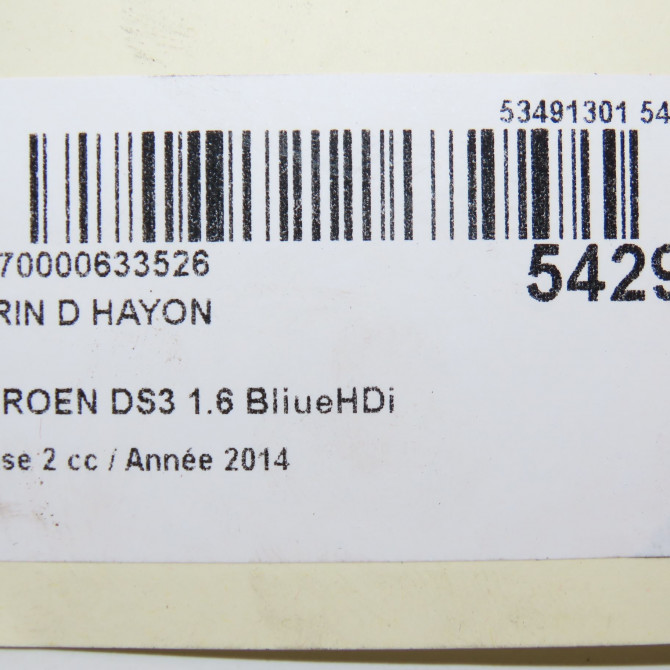 53491301 54
70000633526
5429
RIN D HAYON
ROEN DS3 1.6 BliueHDi
se 2 cc / Année 2014